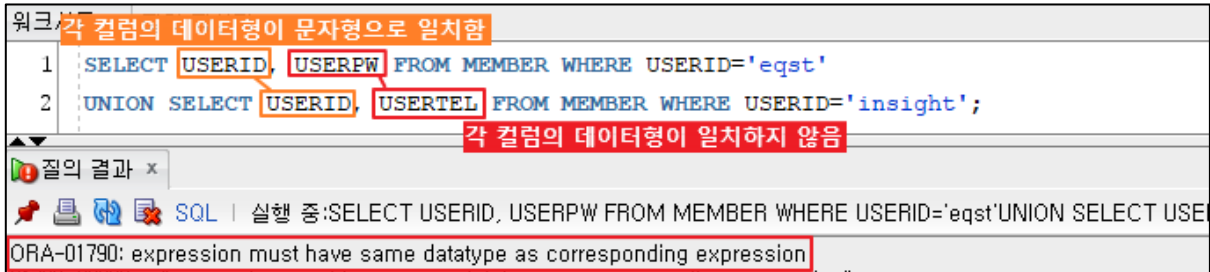 워크
각 컬럼의 데이터형이 문자형으로 일치함
1 SELECT USERID, USERPW FROM MEMBER WHERE USERID='eqst'
2 UNION SELECT USERID, USERTEL FROM MEMBER WHERE USERID='insight';
각 컬럼의 데이터형이 일치하지 않음
질의 결과 ×
SQL | 실행 중:SELECT USERID, USERPW FROM MEMBER WHERE USERID='eqst'UNION SELECT USE
ORA-01790: expression must have same datatype as corresponding expression